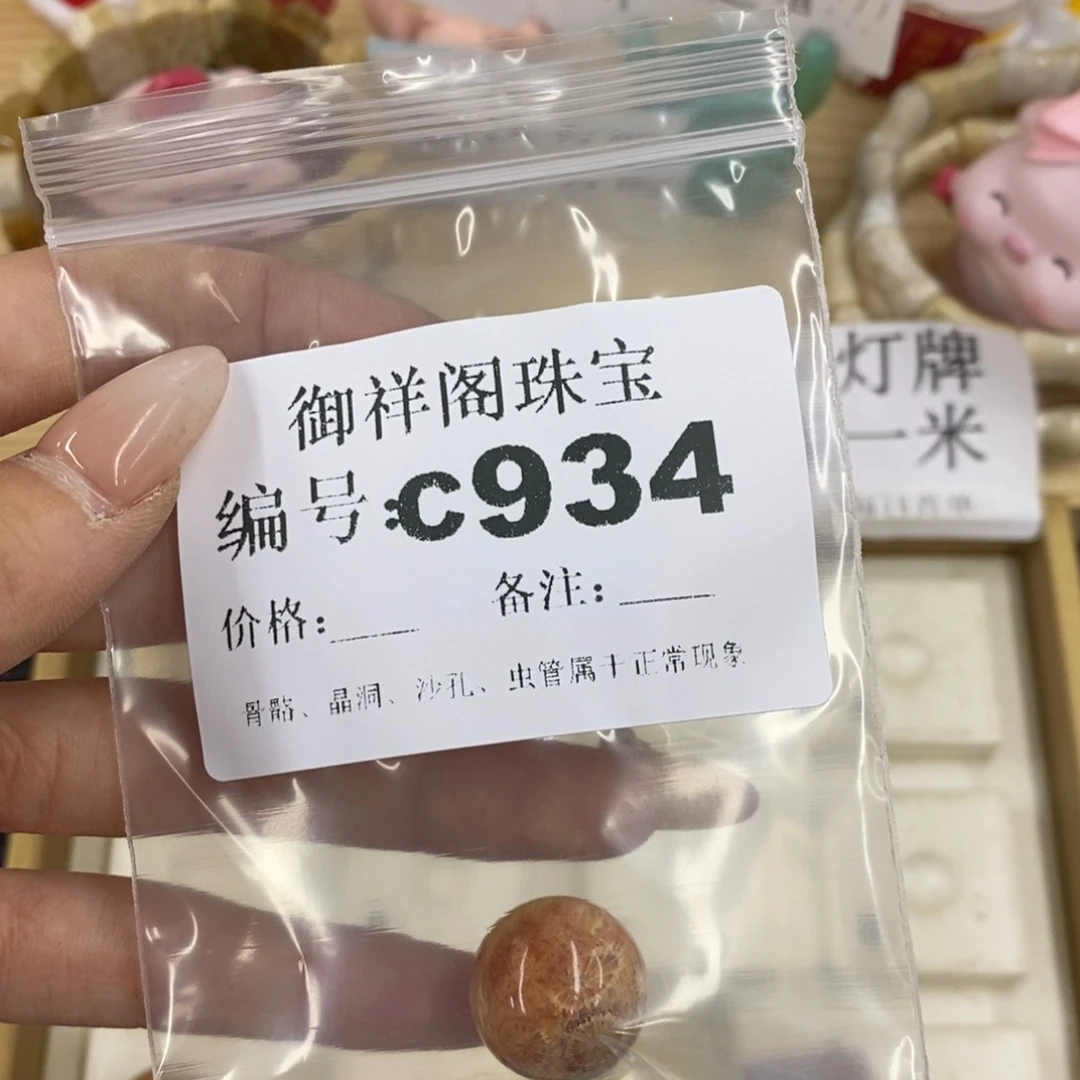 御祥阁珠宝
编号:c934
价格:____ 备注:____
骨骼、晶洞、沙孔、虫管属于正常现象
灯牌
一米